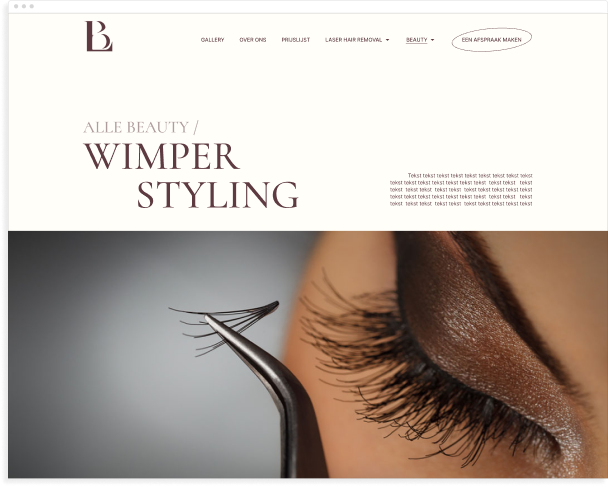 BL
GALLERY OVER ONS PRIJSLIJST LASER HAIR REMOVAL BEAUTY EEN AFSPRAAK MAKEN
ALLE BEAUTY /
WIMPER
STYLING
Tekst tekst tekst tekst tekst tekst tekst tekst tekst
tekst tekst tekst tekst tekst tekst tekst tekst tekst tekst
tekst tekst tekst tekst tekst tekst tekst tekst tekst tekst
tekst tekst tekst tekst tekst tekst tekst tekst tekst tekst
tekst tekst tekst tekst tekst tekst tekst tekst tekst tekst